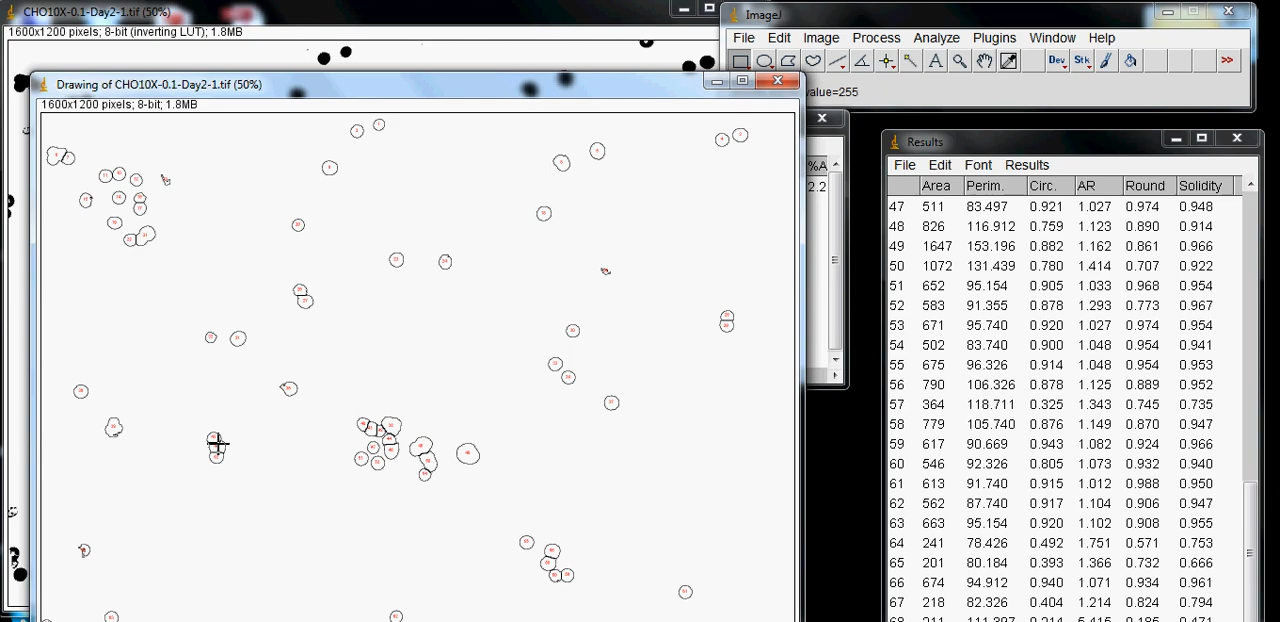 CHO10X-0.1-Day2-1.tif (50%)
1600x1200 pixels; 8-bit (inverting LUT); 1.8MB
Drawing of CHO10X-0.1-Day2-1.tif (50%)
1600x1200 pixels; 8-bit; 1.8MB
ImageJ
File Edit Image Process Analyze Plugins Window Help
A Dev Stk >>
value=255
%A
2.2
Results
File Edit Font Results
Area Perim. Circ. AR Round Solidity
47 511 83.497 0.921 1.027 0.974 0.948
48 826 116.912 0.759 1.123 0.890 0.914
49 1647 153.196 0.882 1.162 0.861 0.966
50 1072 131.439 0.780 1.414 0.707 0.922
51 652 95.154 0.905 1.033 0.968 0.954
52 583 91.355 0.878 1.293 0.773 0.967
53 671 95.740 0.920 1.027 0.974 0.954
54 502 83.740 0.900 1.048 0.954 0.941
55 675 96.326 0.914 1.048 0.954 0.953
56 790 106.326 0.878 1.125 0.889 0.952
57 364 118.711 0.325 1.343 0.745 0.735
58 779 105.740 0.876 1.149 0.870 0.947
59 617 90.669 0.943 1.082 0.924 0.966
60 546 92.326 0.805 1.073 0.932 0.940
61 613 91.740 0.915 1.012 0.988 0.950
62 562 87.740 0.917 1.104 0.906 0.947
63 663 95.154 0.920 1.102 0.908 0.955
64 241 78.426 0.492 1.751 0.571 0.753
65 201 80.184 0.393 1.366 0.732 0.666
66 674 94.912 0.940 1.071 0.934 0.961
67 218 82.326 0.404 1.214 0.824 0.794
68 211 111.397 0.214 5.415 0.185 0.471